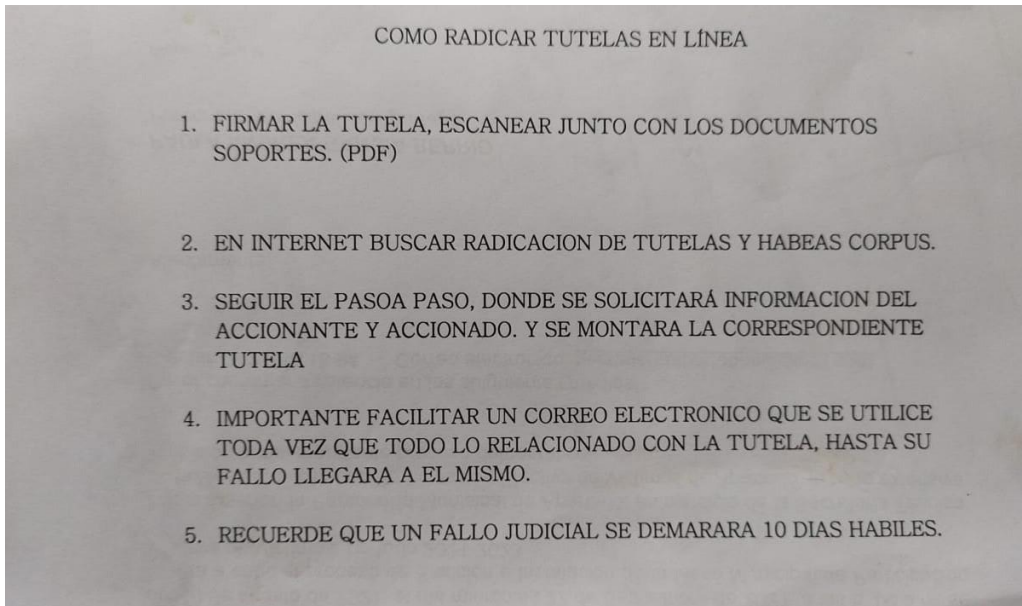 COMO RADICAR TUTELAS EN LÍNEA
1. FIRMAR LA TUTELA, ESCANEAR JUNTO CON LOS DOCUMENTOS
SOPORTES. (PDF)
2. EN INTERNET BUSCAR RADICACION DE TUTELAS Y HABEAS CORPUS.
3. SEGUIR EL PASOA PASO, DONDE SE SOLICITARÁ INFORMACION DEL
ACCIONANTE Y ACCIONADO. Y SE MONTARA LA CORRESPONDIENTE
TUTELA
4. IMPORTANTE FACILITAR UN CORREO ELECTRONICO QUE SE UTILICE
TODA VEZ QUE TODO LO RELACIONADO CON LA TUTELA, HASTA SU
FALLO LLEGARA A EL MISMO.
5. RECUERDE QUE UN FALLO JUDICIAL SE DEMARARA 10 DIAS HABILES.